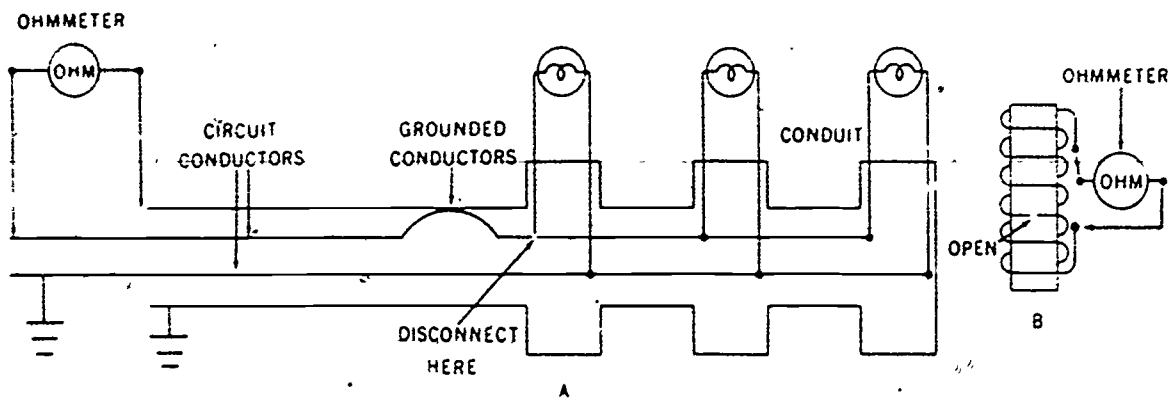 OHMMETER
OHM
CIRCUIT
CONDUCTORS
GROUNDED
CONDUCTORS
CONDUIT
DISCONNECT
HERE
A
OHMMETER
OHM
OPEN
B